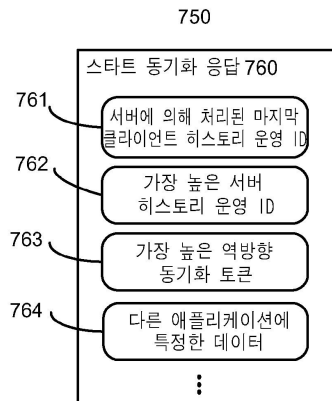 750
스타트 동기화 응답 760
761
서버에 의해 처리된 마지막
클라이언트 히스토리 운영 ID
762
가장 높은 서버
히스토리 운영 ID
763
가장 높은 역방향
동기화 토큰
764
다른 애플리케이션에
특정한 데이터